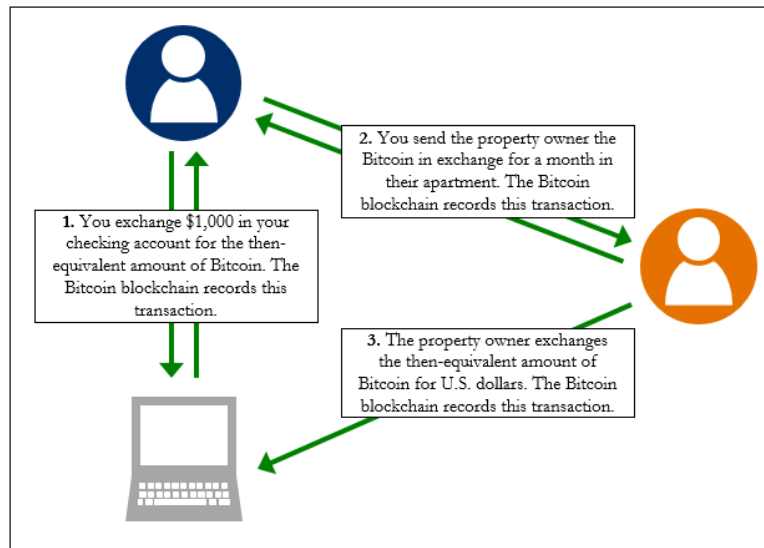 2. You send the property owner the
Bitcoin in exchange for a month in
their apartment. The Bitcoin
blockchain records this transaction.
1. You exchange $1,000 in your
checking account for the then-
equivalent amount of Bitcoin. The
Bitcoin blockchain records this
transaction.
3. The property owner exchanges
the then-equivalent amount of
Bitcoin for U.S. dollars. The Bitcoin
blockchain records this transaction.